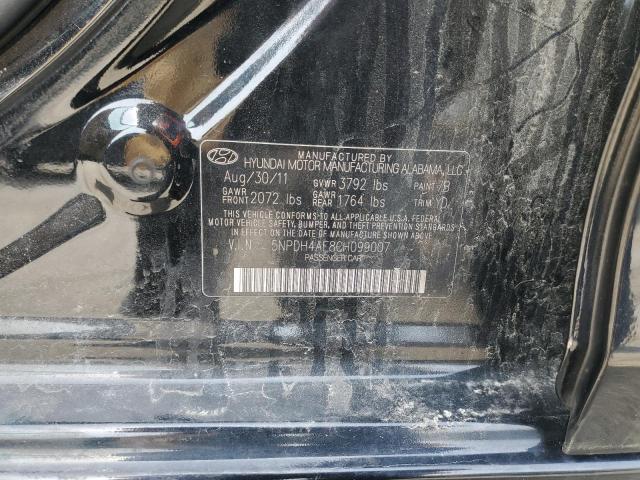 MANUFACTURED BY
HYUNDAI MOTOR MANUFACTURING ALABAMA, LLC
Aug/30/11 GVWR 3792 lbs PAINT 7B
GAWR FRONT 2072 lbs GAWR REAR 1764 lbs TRIM YD
THIS VEHICLE CONFORMS TO ALL APPLICABLE U.S.A. FEDERAL
MOTOR VEHICLE SAFETY, BUMPER, AND THEFT PREVENTION STANDARDS
IN EFFECT ON THE DATE OF MANUFACTURE SHOWN ABOVE.
V.I.N 5NPDH4AE8CH099097
PASSENGER CAR